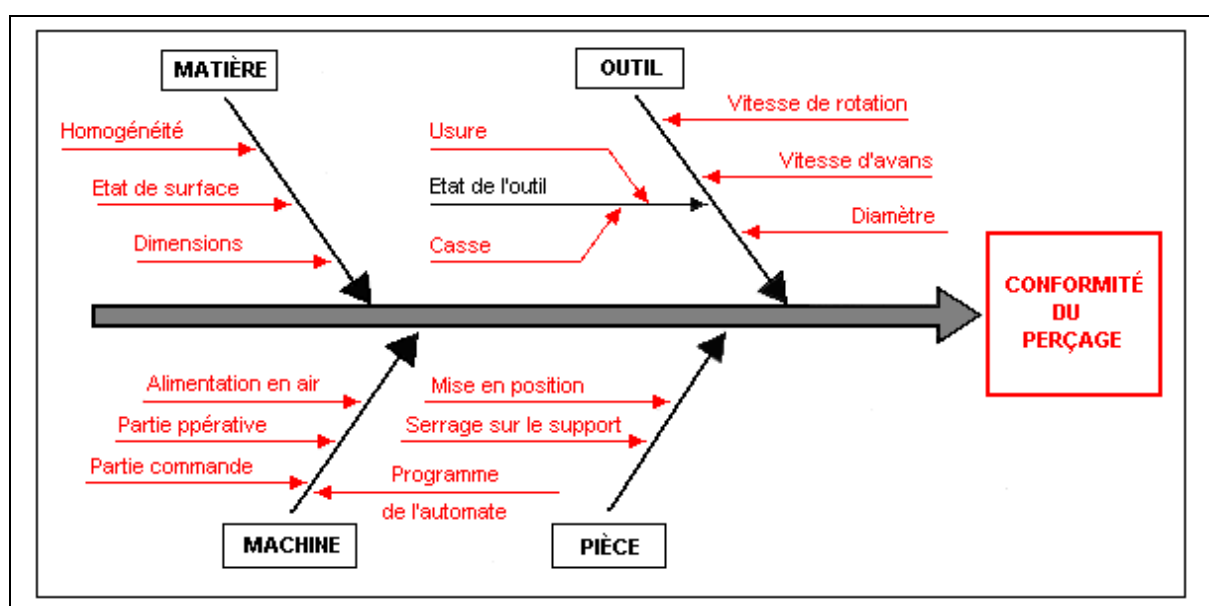 MATIÈRE
OUTIL
Vitesse de rotation
Homogénéité
Usure
Vitesse d'avans
Etat de surface
Etat de l'outil
Diamètre
Dimensions
Casse
CONFORMITÉ
DU
PERÇAGE
Alimentation en air
Mise en position
Partie ppérative
Serrage sur le support
Partie commande
Programme
de l'automate
MACHINE
PIÈCE